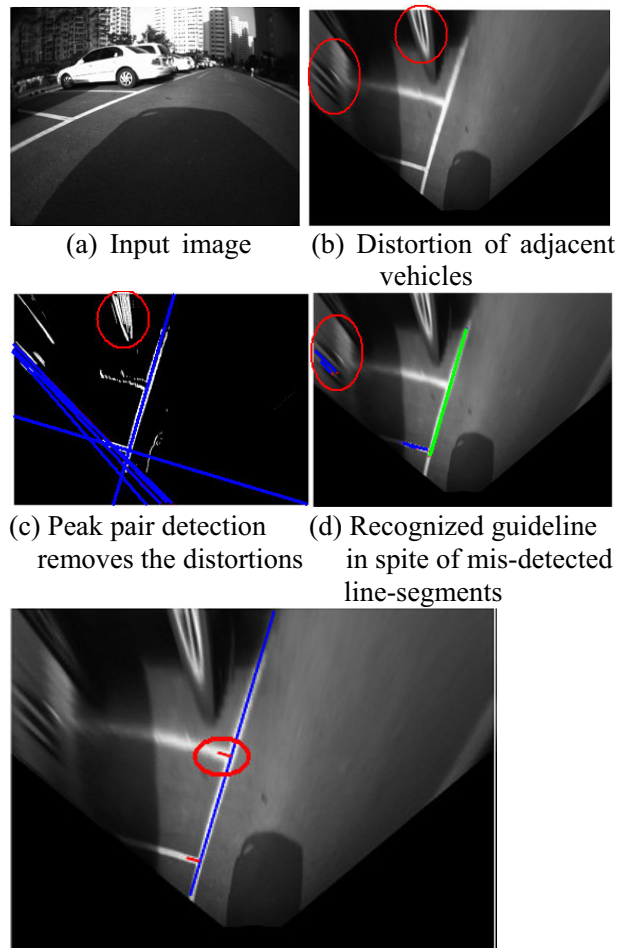 (a) Input image
(b) Distortion of adjacent
vehicles
(c) Peak pair detection
removes the distortions
(d) Recognized guideline
in spite of mis-detected
line-segments